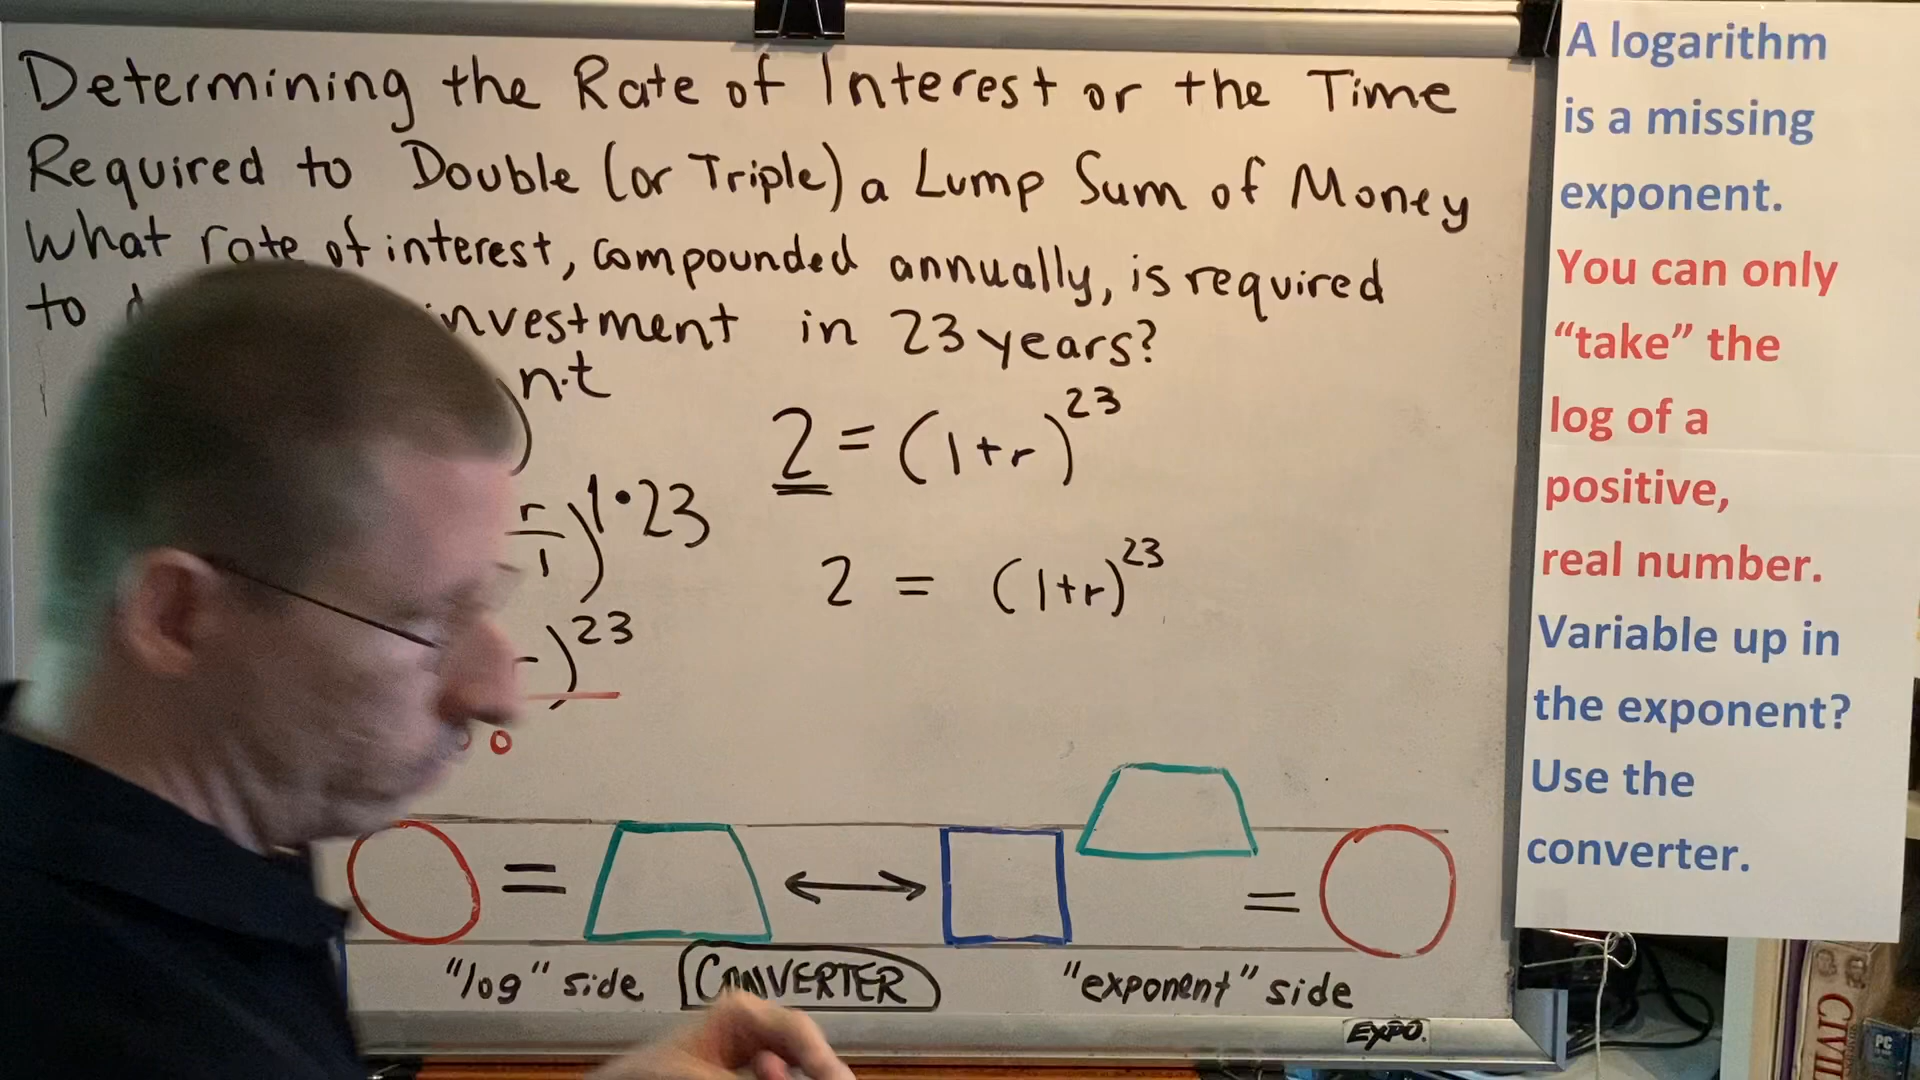 Determining the Rate of Interest or the Time
Required to Double (or Triple) a Lump Sum of Money
What rate of interest, compounded annually, is required
to investment in 23 years?
n·t
2 = (1+r)^23
r/1)^1•23
2 = (1+r)^23
)^23
= ↔ =
"log" side CONVERTER "exponent" side
EXPO
A logarithm
is a missing
exponent.
You can only
"take" the
log of a
positive,
real number.
Variable up in
the exponent?
Use the
converter.
PC